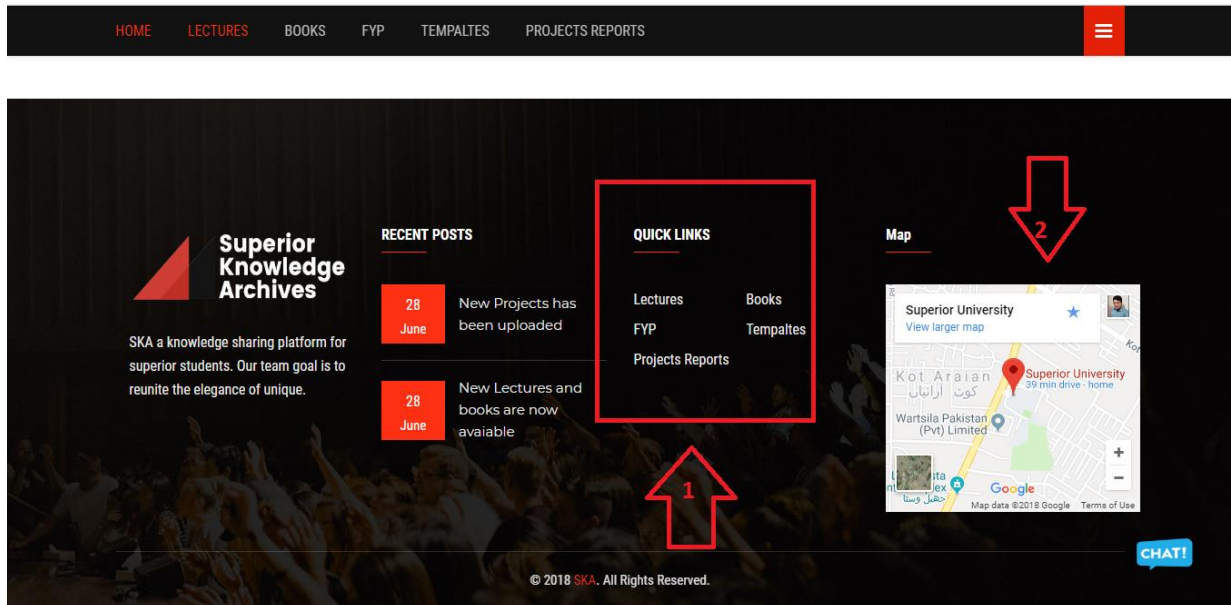 HOME LECTURES BOOKS FYP TEMPALTES PROJECTS REPORTS
Superior
Knowledge
Archives
SKA a knowledge sharing platform for
superior students. Our team goal is to
reunite the elegance of unique.
RECENT POSTS
28
June
New Projects has
been uploaded
28
June
New Lectures and
books are now
avaiable
QUICK LINKS
Lectures Books
FYP Tempaltes
Projects Reports
1
2
Map
Superior University
View larger map
Kot Araian
کوت آرائیاں
Superior University
39 min drive - home
Wartsila Pakistan
(Pvt) Limited
Google
Map data ©2018 Google Terms of Use
CHAT!
© 2018 SKA. All Rights Reserved.